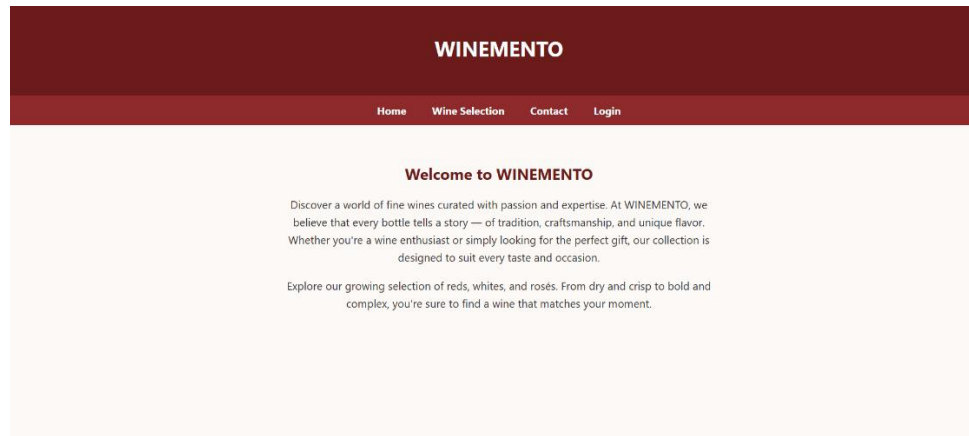 WINEMENTO
Home Wine Selection Contact Login
Welcome to WINEMENTO
Discover a world of fine wines curated with passion and expertise. At WINEMENTO, we
believe that every bottle tells a story — of tradition, craftsmanship, and unique flavor.
Whether you're a wine enthusiast or simply looking for the perfect gift, our collection is
designed to suit every taste and occasion.
Explore our growing selection of reds, whites, and rosés. From dry and crisp to bold and
complex, you're sure to find a wine that matches your moment.